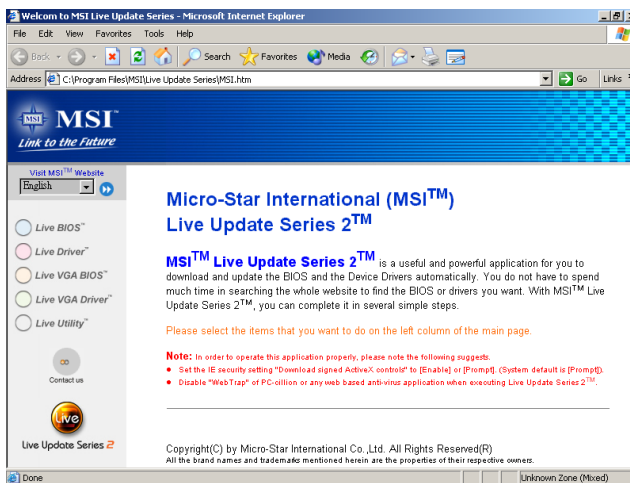 Welcom to MSI Live Update Series - Microsoft Internet Explorer
File Edit View Favorites Tools Help
Back Search Favorites Media
Address C:\Program Files\MSI\Live Update Series\MSI.htm Go Links
MSI MSI™
Link to the Future
Visit MSI™ Website
English
Live BIOS™
Live Driver™
Live VGA BIOS™
Live VGA Driver™
Live Utility™
Contact us
Live
Live Update Series 2
Micro-Star International (MSI™)
Live Update Series 2™
MSI™ Live Update Series 2™ is a useful and powerful application for you to
download and update the BIOS and the Device Drivers automatically. You do not have to spend
much time in searching the whole website to find the BIOS or drivers you want. With MSI™ Live
Update Series 2™, you can complete it in several simple steps.
Please select the items that you want to do on the left column of the main page.
Note: In order to operate this application properly, please note the following suggests.
Set the IE security setting "Download signed ActiveX controls" to [Enable] or [Prompt]. (System default is [Prompt]).
Disable "WebTrap" of PC-cillion or any web based anti-virus application when executing Live Update Series 2™.
Copyright(C) by Micro-Star International Co.,Ltd. All Rights Reserved(R)
All the brand names and trademarks mentioned herein are the properties of their respective owners.
Done Unknown Zone (Mixed)